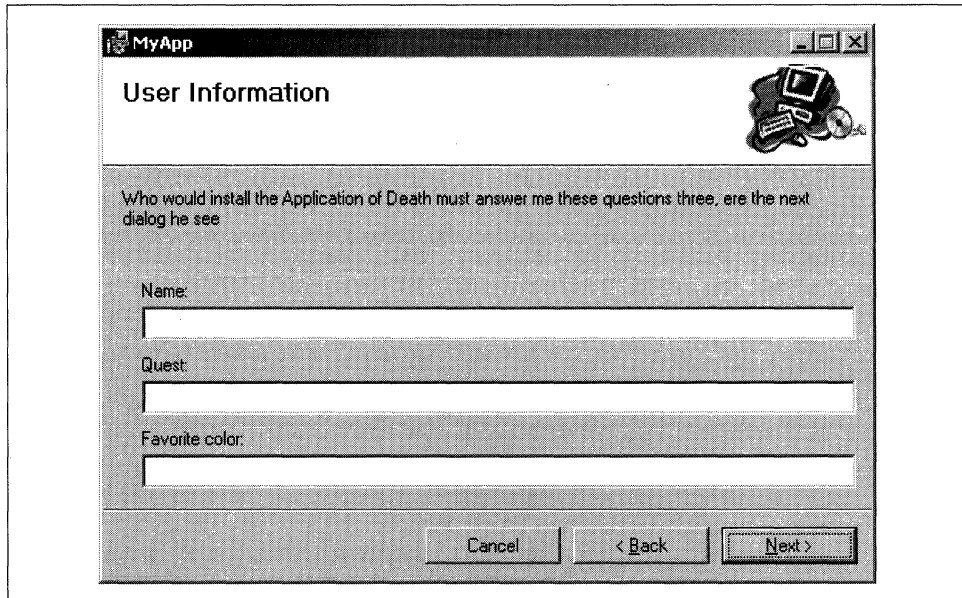 MyApp
User Information
Who would install the Application of Death must answer me these questions three, ere the next
dialog he see
Name:
Quest:
Favorite color:
Cancel
< Back
Next >